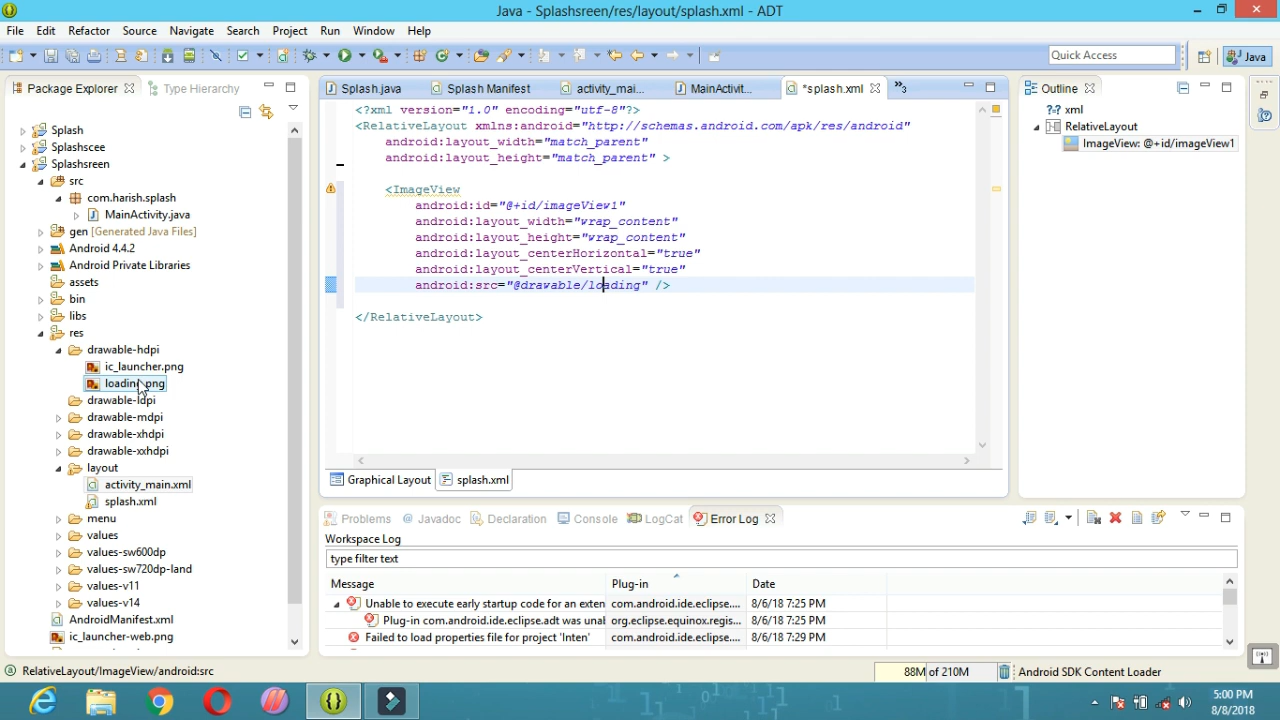 Java - Splashsreen/res/layout/splash.xml - ADT
File Edit Refactor Source Navigate Search Project Run Window Help
Quick Access
Java
Package Explorer
Type Hierarchy
Splash
Splashscee
Splashsreen
src
com.harish.splash
MainActivity.java
gen [Generated Java Files]
Android 4.4.2
Android Private Libraries
assets
bin
libs
res
drawable-hdpi
ic_launcher.png
loading.png
drawable-ldpi
drawable-mdpi
drawable-xhdpi
drawable-xxhdpi
layout
activity_main.xml
splash.xml
menu
values
values-sw600dp
values-sw720dp-land
values-v11
values-v14
AndroidManifest.xml
ic_launcher-web.png
Splash.java
Splash Manifest
activity_mai...
MainActivit...
*splash.xml
»3
<?xml version="1.0" encoding="utf-8"?>
<RelativeLayout xmlns:android="http://schemas.android.com/apk/res/android"
android:layout_width="match_parent"
android:layout_height="match_parent" >
<ImageView
android:id="@+id/imageView1"
android:layout_width="wrap_content"
android:layout_height="wrap_content"
android:layout_centerHorizontal="true"
android:layout_centerVertical="true"
android:src="@drawable/loading" />
</RelativeLayout>
Graphical Layout
splash.xml
Outline
xml
RelativeLayout
ImageView: @+id/imageView1
Problems
Javadoc
Declaration
Console
LogCat
Error Log
Workspace Log
type filter text
Message Plug-in Date
Unable to execute early startup code for an exten com.android.ide.eclipse.... 8/6/18 7:25 PM
Plug-in com.android.ide.eclipse.adt was unab org.eclipse.equinox.regis... 8/6/18 7:25 PM
Failed to load properties file for project 'Inten' com.android.ide.eclipse.... 8/6/18 7:29 PM
RelativeLayout/ImageView/android:src
88M of 210M
Android SDK Content Loader
5:00 PM
8/8/2018